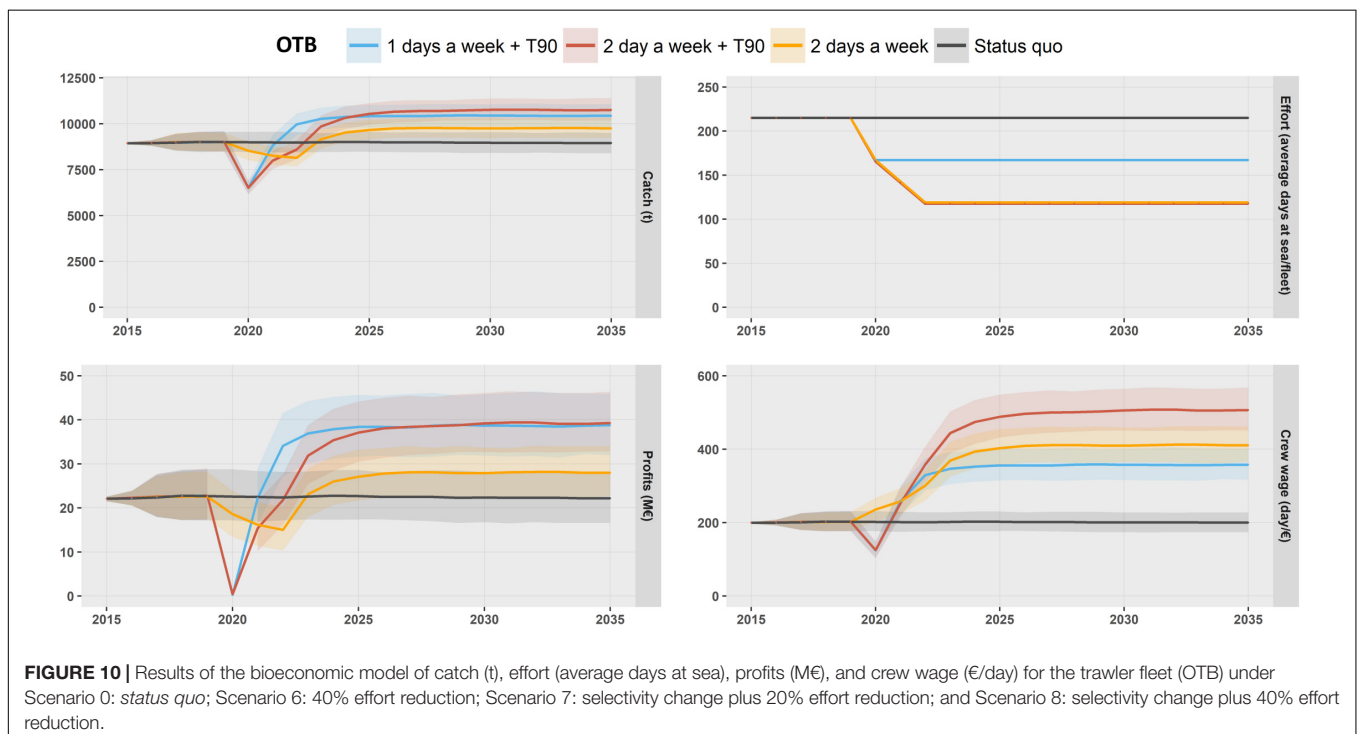 OTB 1 days a week + T90 2 day a week + T90 2 days a week Status quo
12500
10000
7500
5000
2500
0
2015 2020 2025 2030 2035
Catch (t)
250
200
150
100
50
0
2015 2020 2025 2030 2035
Effort (average days at sea/fleet)
50
40
30
20
10
0
2015 2020 2025 2030 2035
Profits (M€)
600
400
200
0
2015 2020 2025 2030 2035
Crew wage (day/€)
FIGURE 10 | Results of the bioeconomic model of catch (t), effort (average days at sea), profits (M€), and crew wage (€/day) for the trawler fleet (OTB) under
Scenario 0: status quo; Scenario 6: 40% effort reduction; Scenario 7: selectivity change plus 20% effort reduction; and Scenario 8: selectivity change plus 40% effort
reduction.